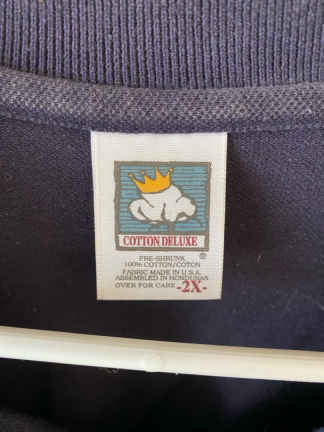 COTTON DELUXE
®
PRE-SHRUNK
100% COTTON/COTON
FABRIC MADE IN U.S.A.
ASSEMBLED IN HONDURAS
OVER FOR CARE -2X-